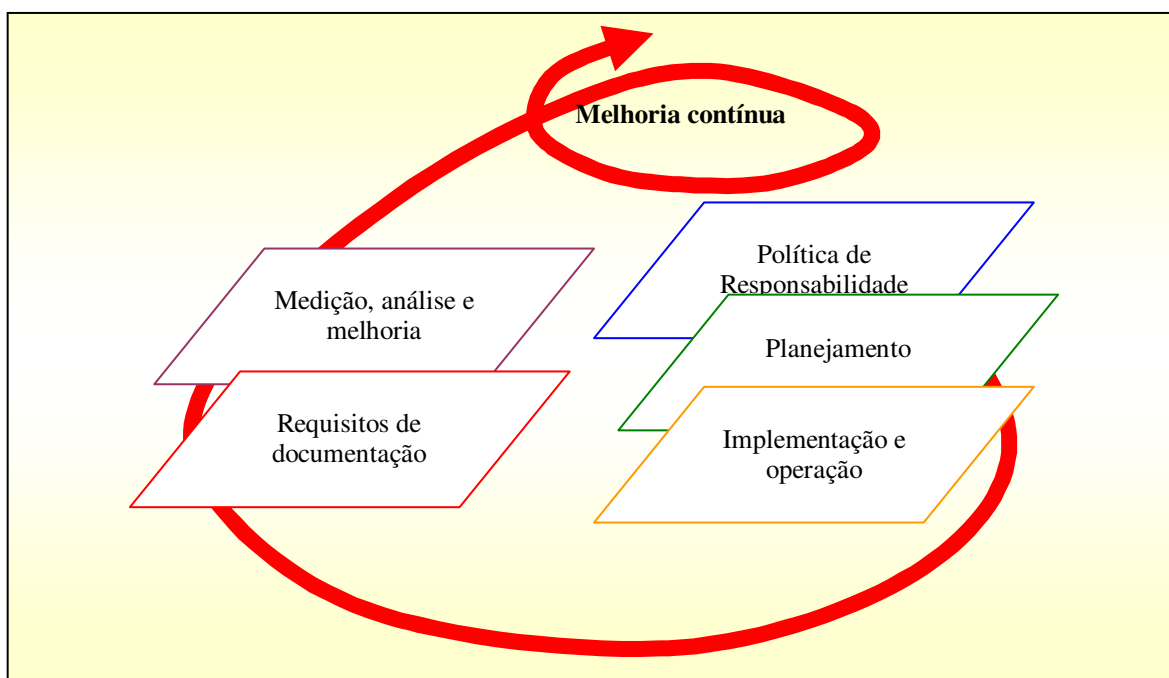 Melhoria contínua
Política de
Responsabilidade
Medição, análise e
melhoria
Planejamento
Requisitos de
documentação
Implementação e
operação